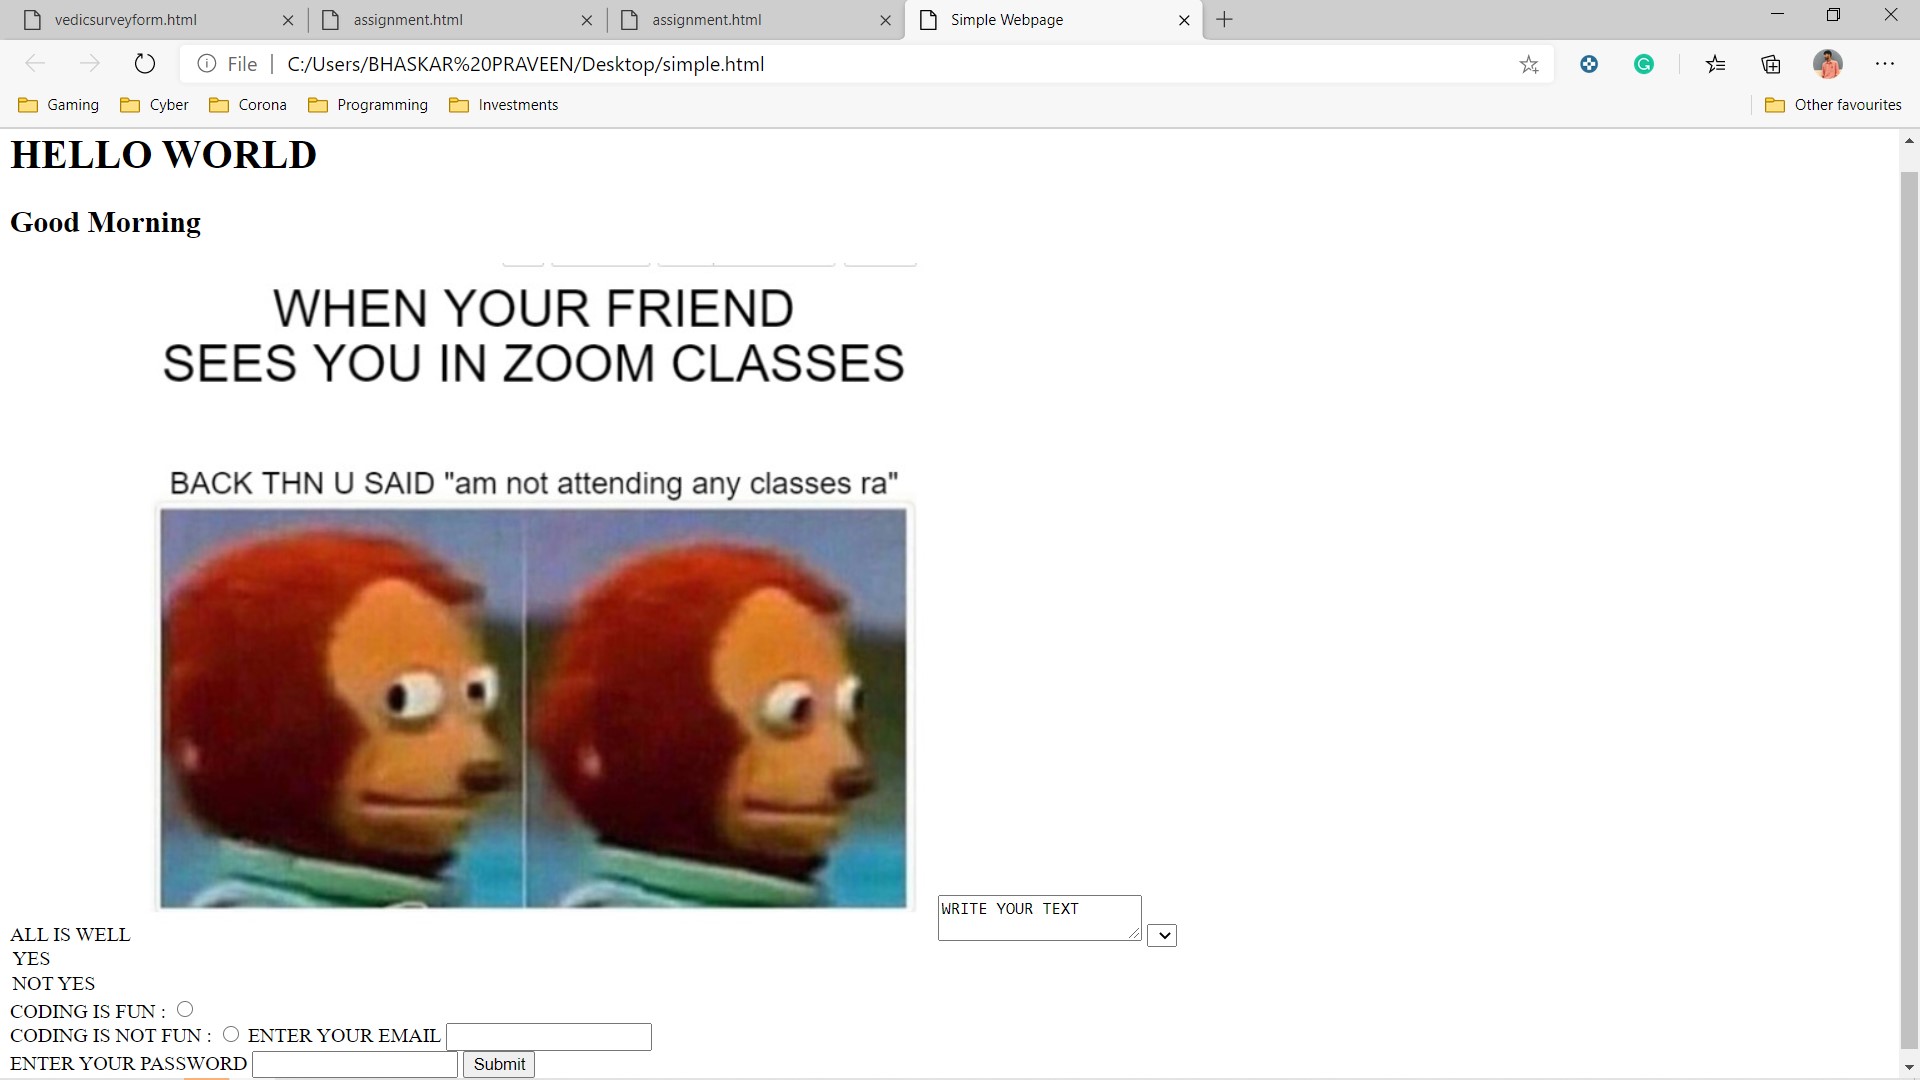 vedicsurveyform.html
assignment.html
assignment.html
Simple Webpage
File
C:/Users/BHASKAR%20PRAVEEN/Desktop/simple.html
Gaming
Cyber
Corona
Programming
Investments
Other favourites
HELLO WORLD
Good Morning
WHEN YOUR FRIEND
SEES YOU IN ZOOM CLASSES
BACK THN U SAID "am not attending any classes ra"
WRITE YOUR TEXT
ALL IS WELL
YES
NOT YES
CODING IS FUN :
CODING IS NOT FUN : ENTER YOUR EMAIL
ENTER YOUR PASSWORD Submit